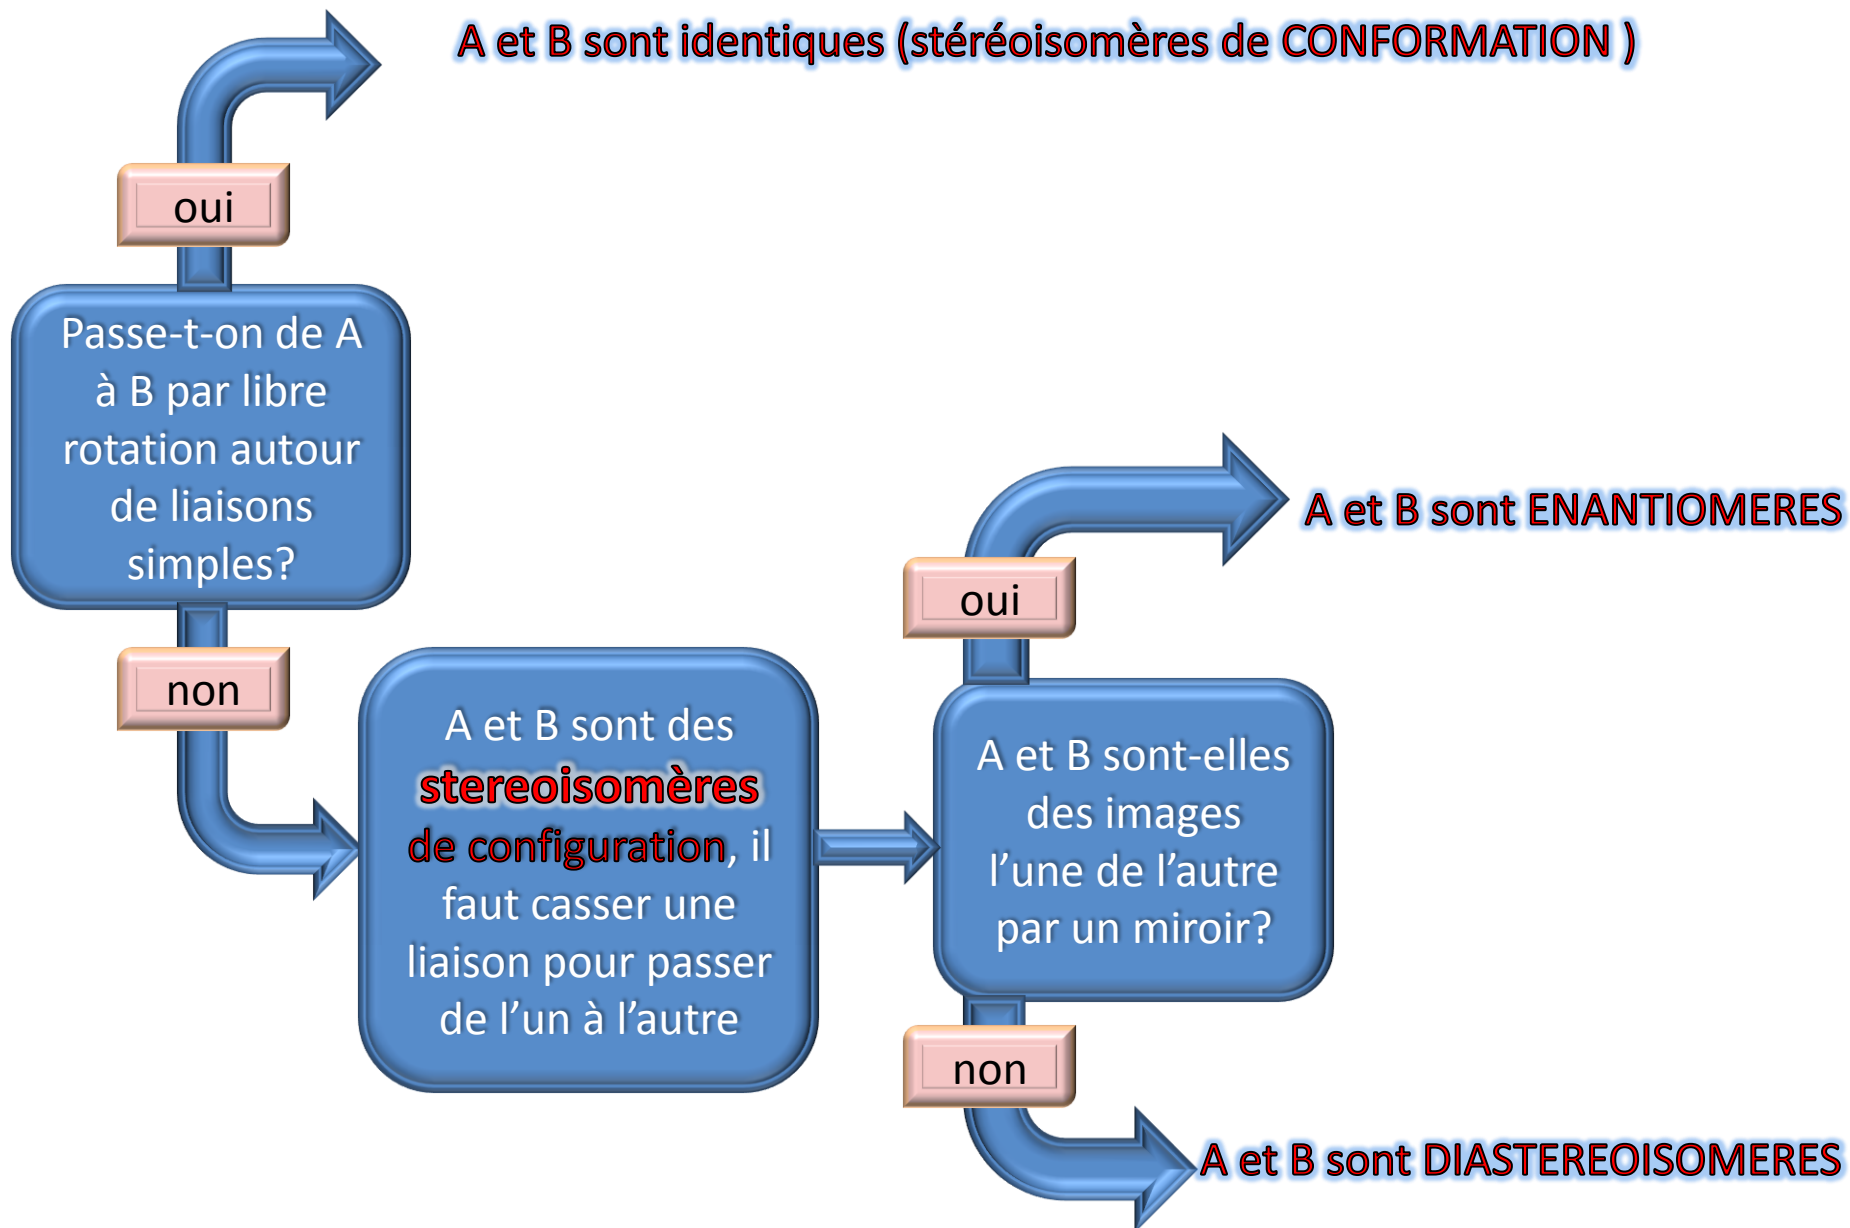 A et B sont identiques (stéréoisomères de CONFORMATION )
oui
Passe-t-on de A
à B par libre
rotation autour
de liaisons
simples?
non
A et B sont des
stereoisomères
de configuration, il
faut casser une
liaison pour passer
de l'un à l'autre
A et B sont ENANTIOMERES
oui
A et B sont-elles
des images
l'une de l'autre
par un miroir?
non
A et B sont DIASTEREOISOMERES